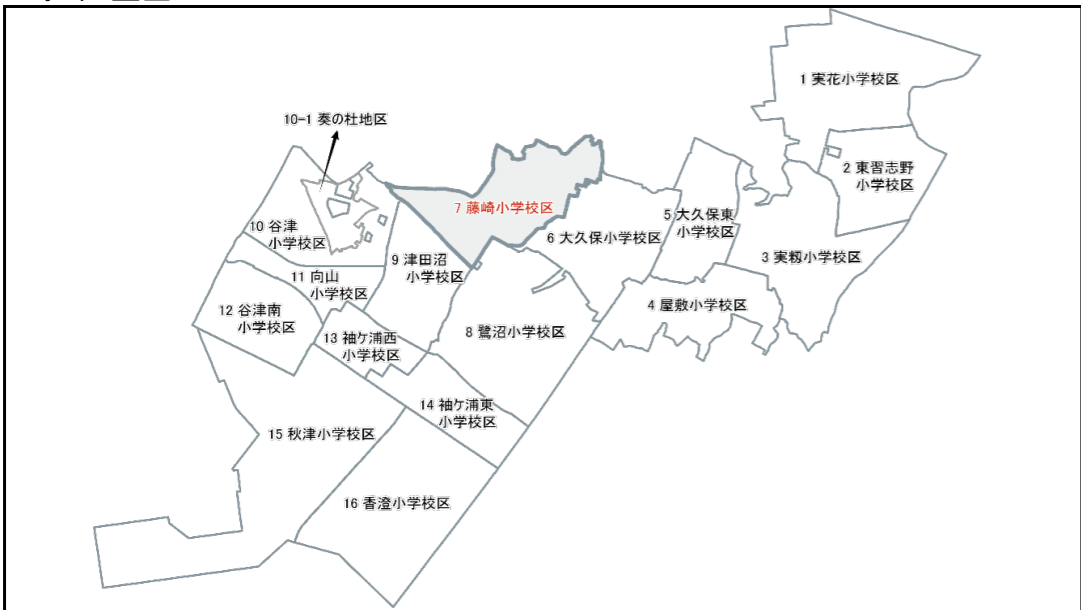 1 実花小学校区
10-1 奏の杜地区
2 東習志野
小学校区
7 藤崎小学校区
5 大久保東
小学校区
10 谷津
小学校区
6 大久保小学校区
9 津田沼
小学校区
3 実籾小学校区
11 向山
小学校区
4 屋敷小学校区
12 谷津南
小学校区
8 鷺沼小学校区
13 袖ケ浦西
小学校区
14 袖ケ浦東
小学校区
15 秋津小学校区
16 香澄小学校区